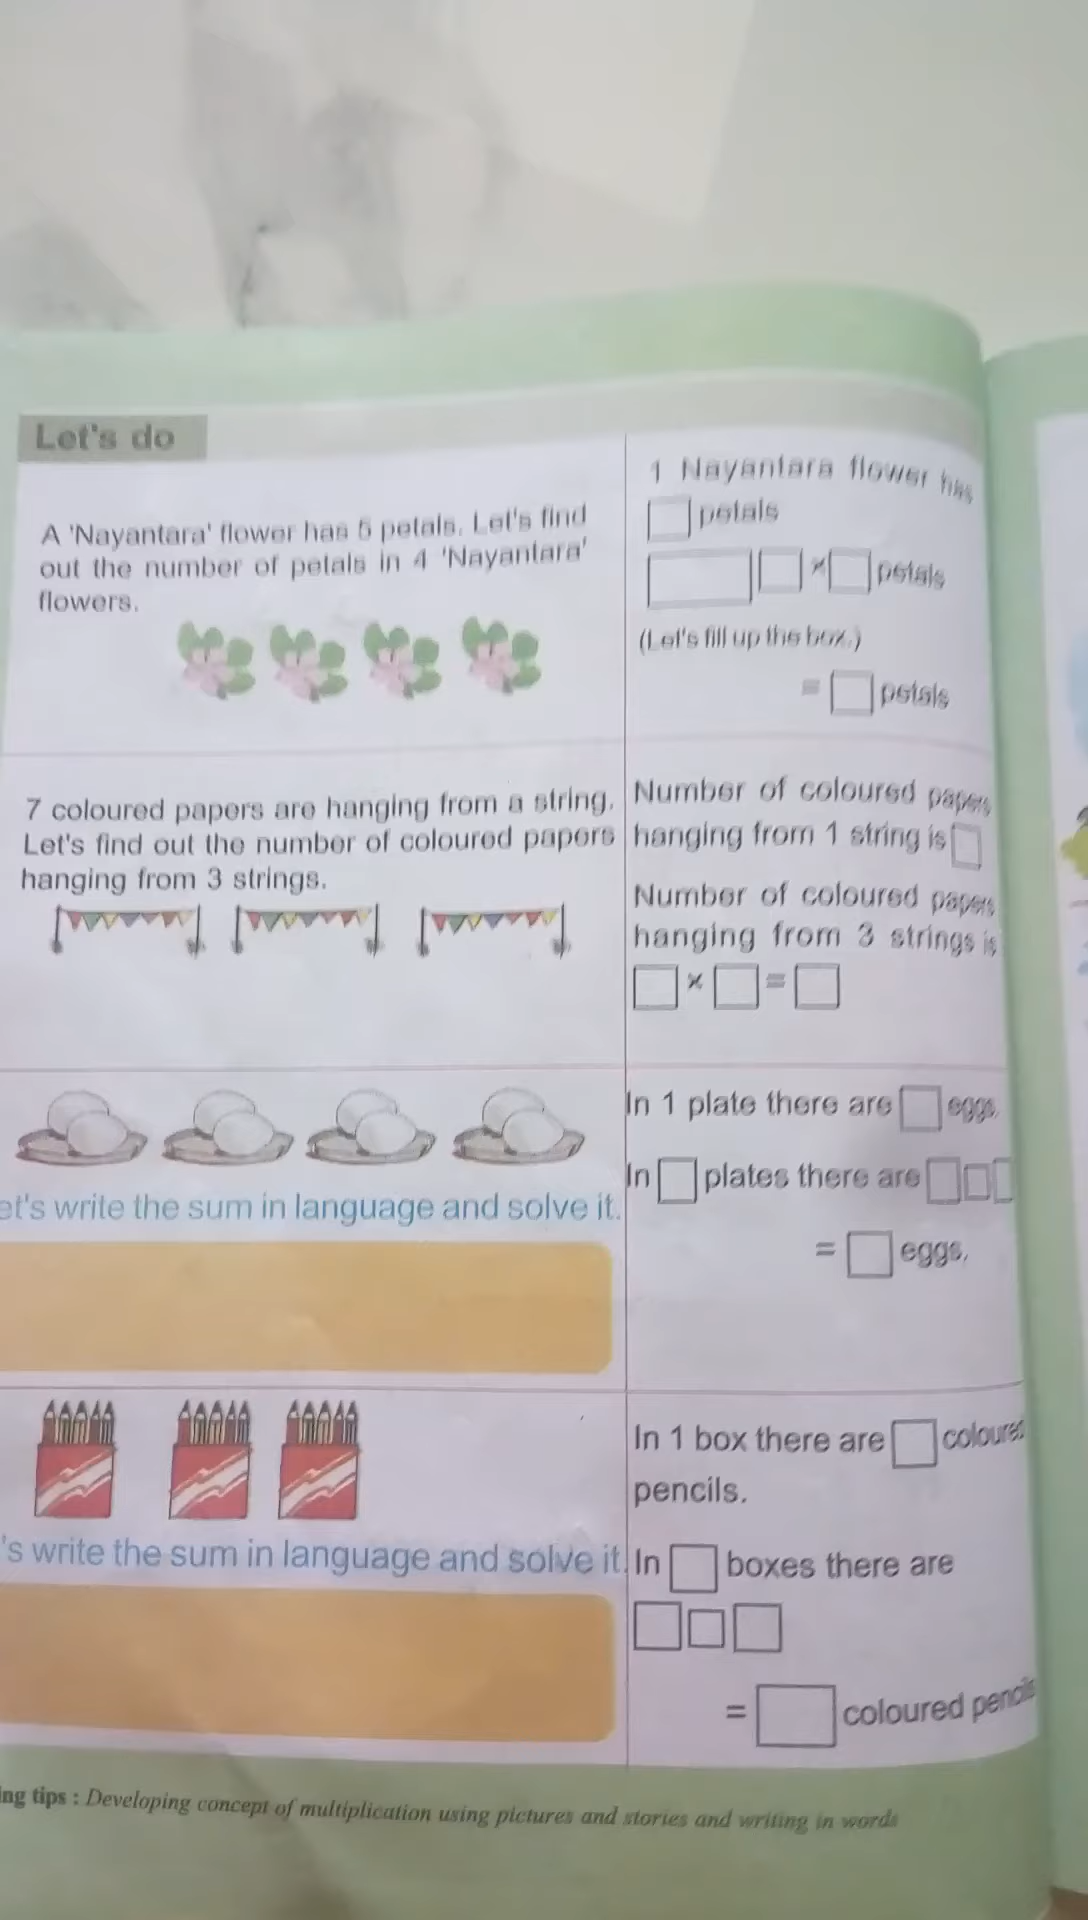 Let's do
A 'Nayantara' flower has 5 petals. Let's find
out the number of petals in 4 'Nayantara'
flowers.
1 Nayantara flower has
petals
× petals
(Let's fill up the box.)
= petals
7 coloured papers are hanging from a string.
Let's find out the number of coloured papers
hanging from 3 strings.
Number of coloured papers
hanging from 1 string is
Number of coloured papers
hanging from 3 strings is
× =
et's write the sum in language and solve it.
In 1 plate there are eggs.
In plates there are
= eggs.
's write the sum in language and solve it.
In 1 box there are coloured
pencils.
In boxes there are
= coloured pencils
ing tips : Developing concept of multiplication using pictures and stories and writing in words